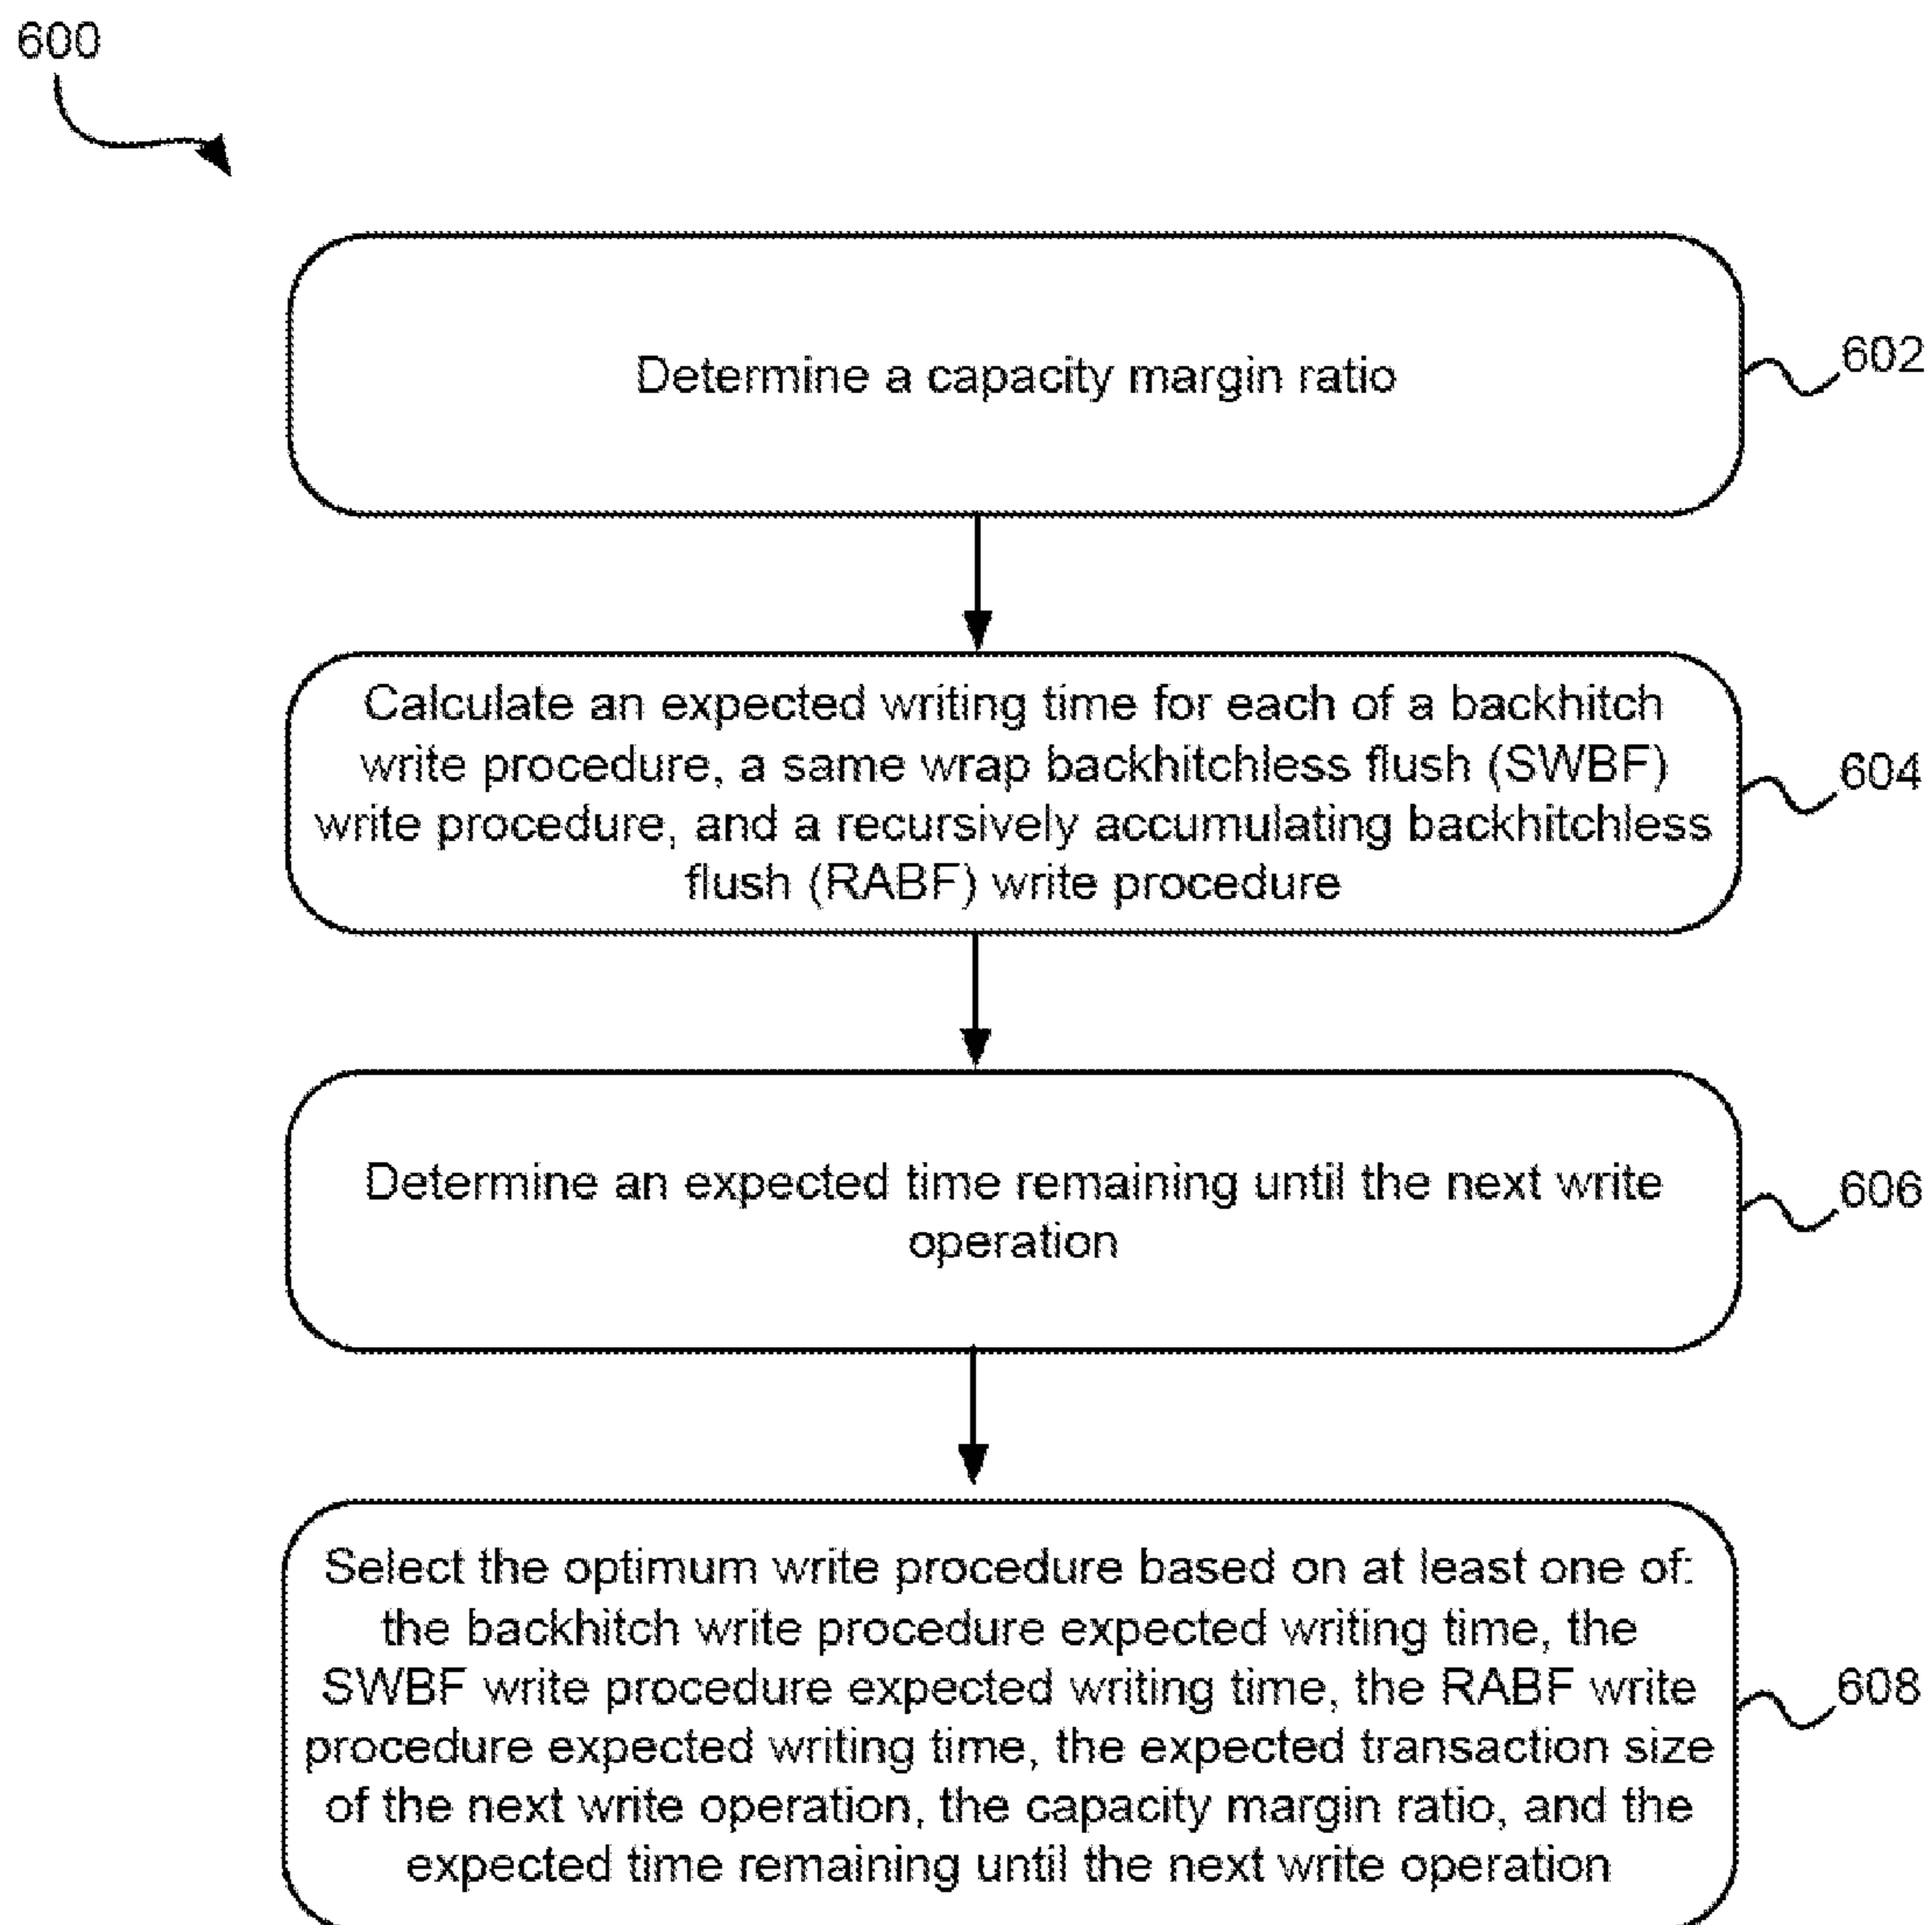 600
Determine a capacity margin ratio
602
Calculate an expected writing time for each of a backhitch
write procedure, a same wrap backhitchless flush (SWBF)
write procedure, and a recursively accumulating backhitchless
flush (RABF) write procedure
604
Determine an expected time remaining until the next write
operation
606
Select the optimum write procedure based on at least one of:
the backhitch write procedure expected writing time, the
SWBF write procedure expected writing time, the RABF write
procedure expected writing time, the expected transaction size
of the next write operation, the capacity margin ratio, and the
expected time remaining until the next write operation
608